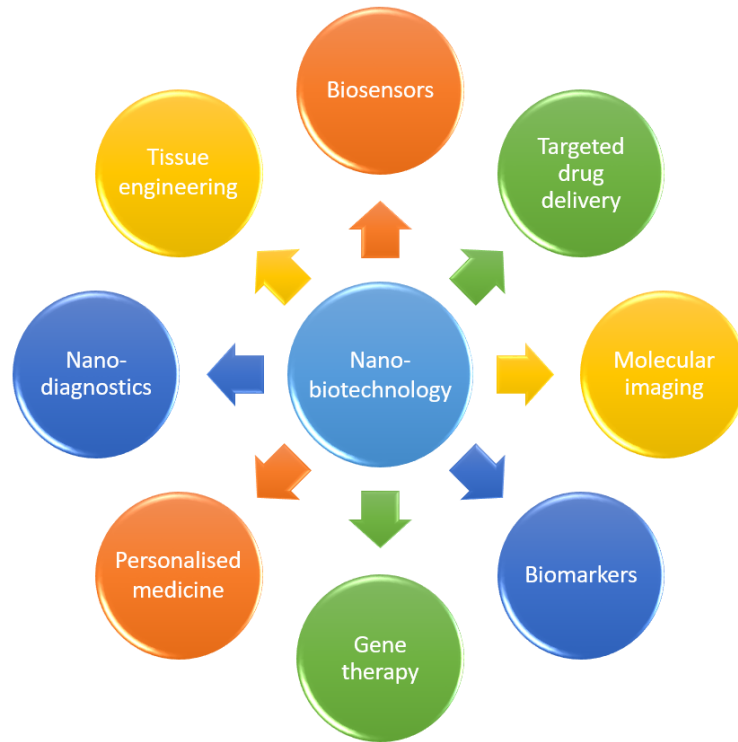 Biosensors
Targeted
drug
delivery
Molecular
imaging
Biomarkers
Gene
therapy
Personalised
medicine
Nano-
diagnostics
Tissue
engineering
Nano-
biotechnology